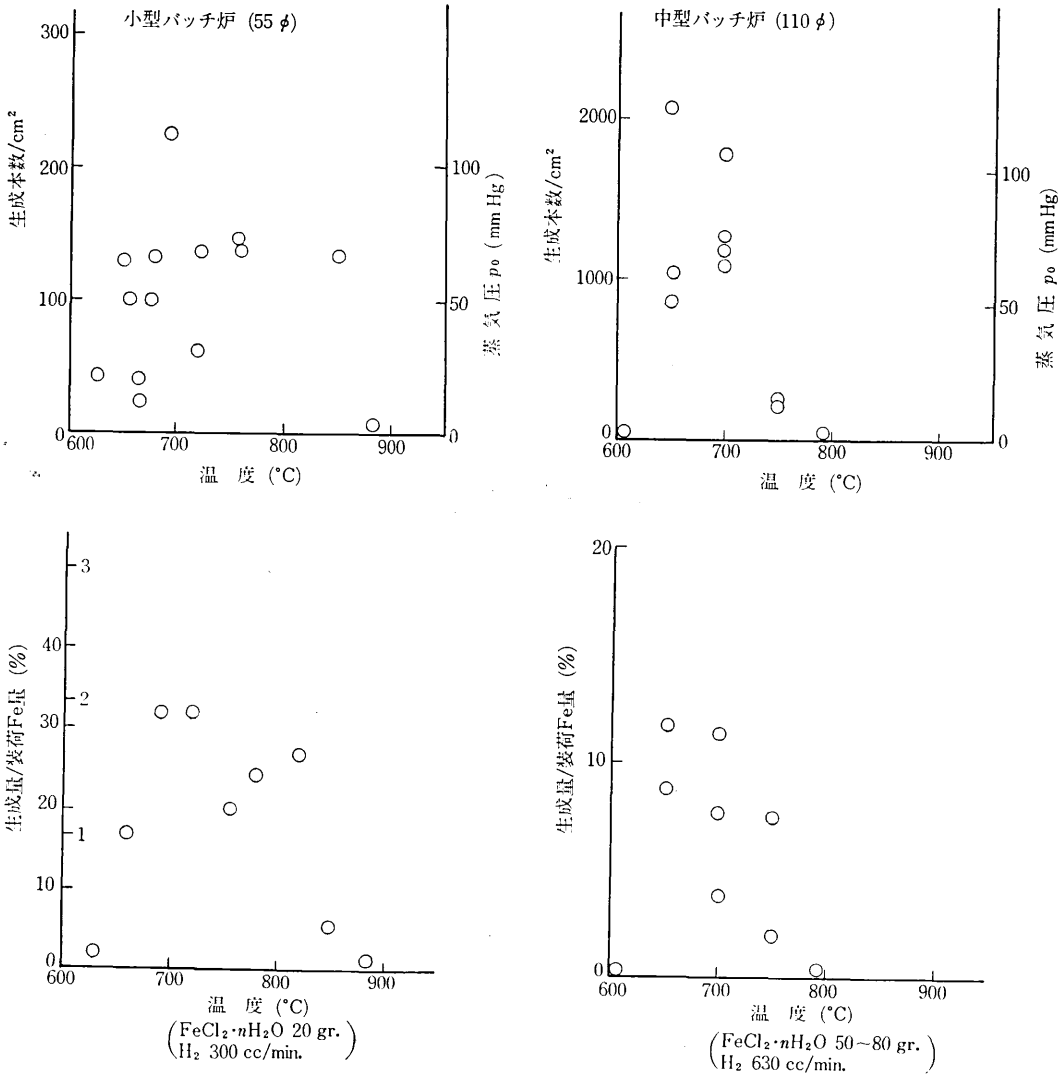 小型バッチ炉 (55 φ)
300
200
100
0
生成本数/cm²
100
50
0
蒸気圧 p₀ (mm Hg)
600 700 800 900
温度 (°C)
中型バッチ炉 (110 φ)
2000
1000
0
生成本数/cm²
100
50
0
蒸気圧 p₀ (mm Hg)
600 700 800 900
温度 (°C)
3
40
2
30
20
1
10
0
生成量/装荷Fe量 (%)
600 700 800 900
温度 (°C)
(FeCl₂·nH₂O 20 gr.
H₂ 300 cc/min.)
20
10
0
生成量/装荷Fe量 (%)
600 700 800 900
温度 (°C)
(FeCl₂·nH₂O 50~80 gr.
H₂ 630 cc/min.)